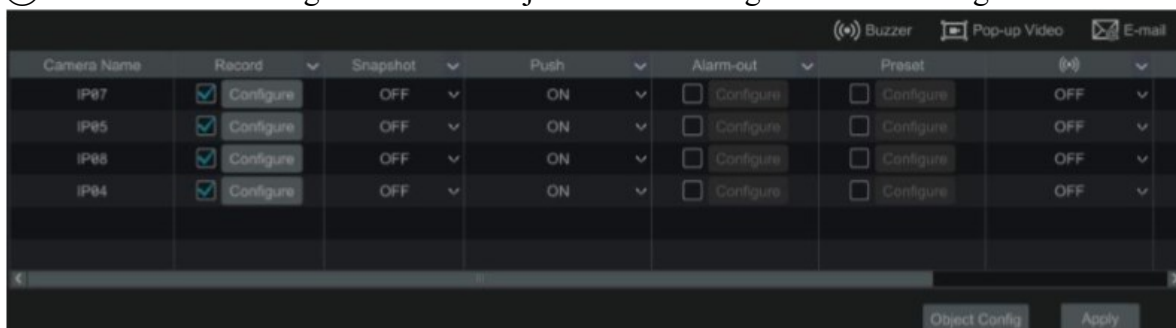 Buzzer Pop-up Video E-mail
Camera Name Record Snapshot Push Alarm-out Preset
IP07 Configure OFF ON Configure Configure OFF
IP05 Configure OFF ON Configure Configure OFF
IP08 Configure OFF ON Configure Configure OFF
IP04 Configure OFF ON Configure Configure OFF
Object Config Apply